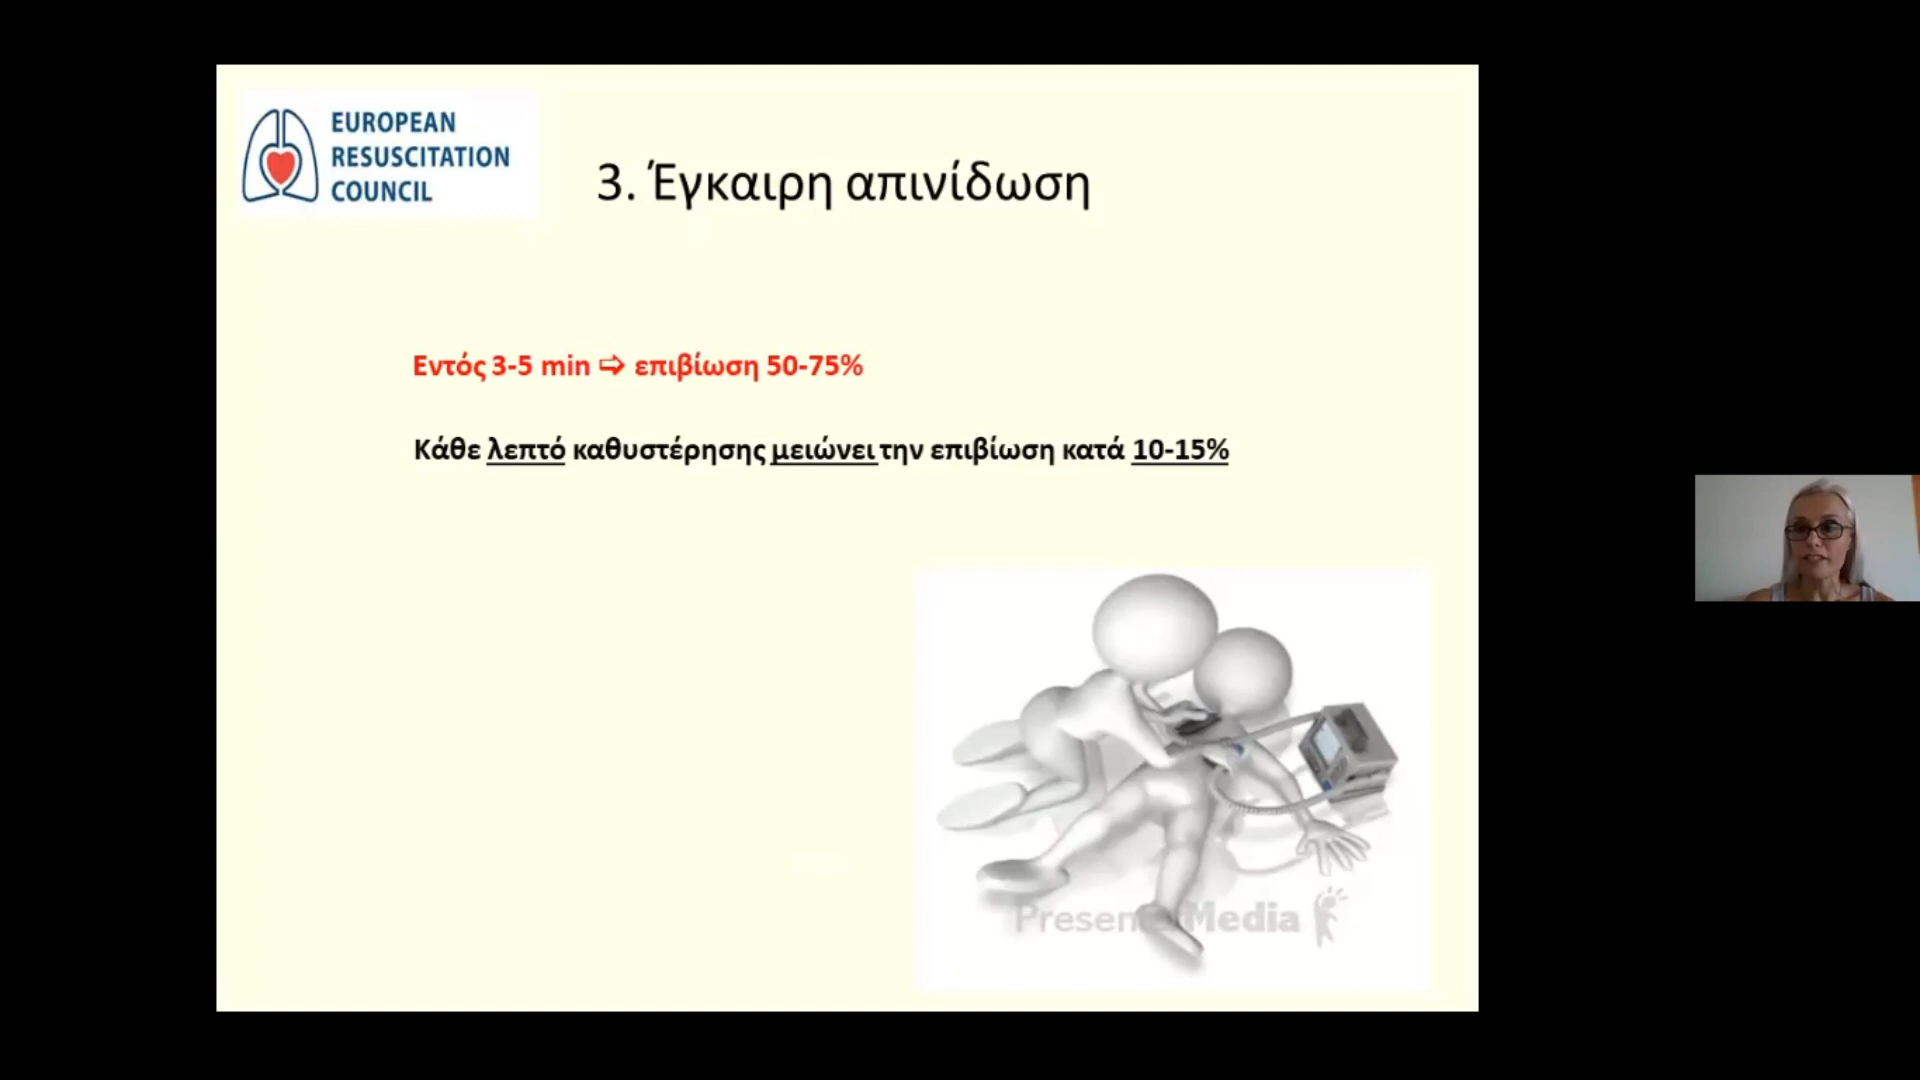 EUROPEAN
RESUSCITATION
COUNCIL
3. Έγκαιρη απινίδωση
Εντός 3-5 min ⇨ επιβίωση 50-75%
Κάθε λεπτό καθυστέρησης μειώνει την επιβίωση κατά 10-15%
Media